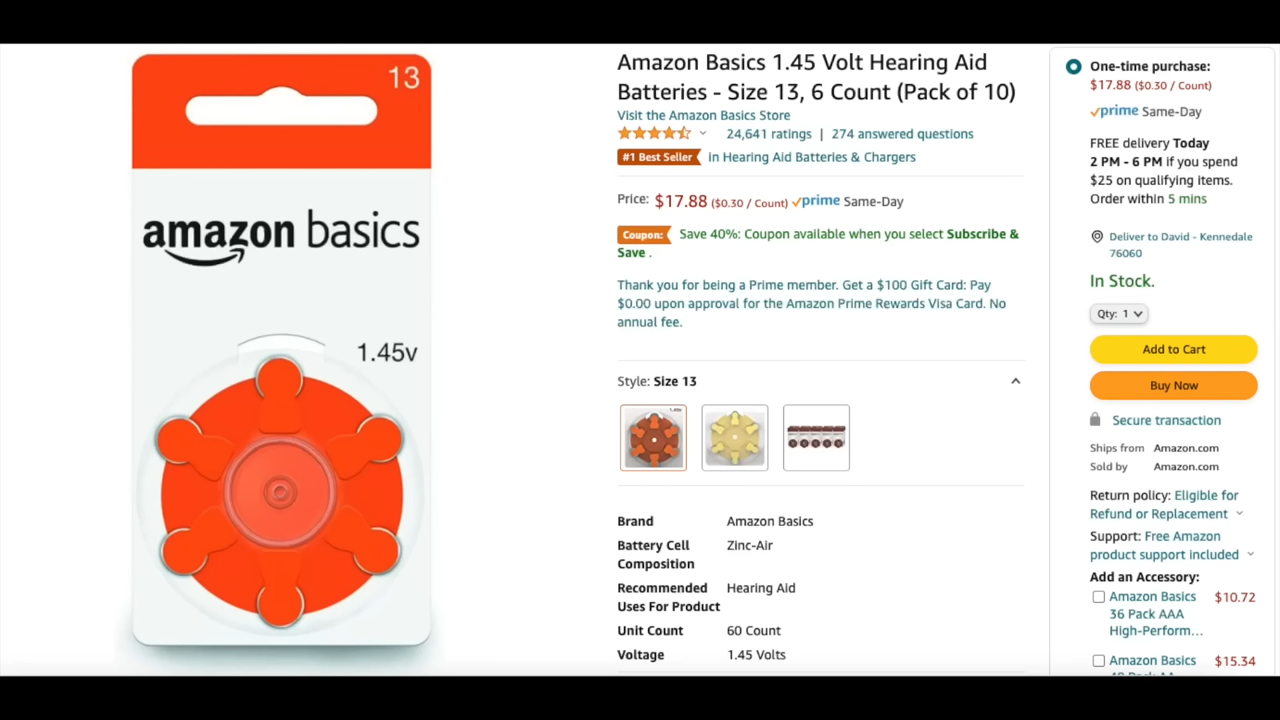 13
amazon basics
1.45v
Amazon Basics 1.45 Volt Hearing Aid
Batteries - Size 13, 6 Count (Pack of 10)
Visit the Amazon Basics Store
24,641 ratings | 274 answered questions
#1 Best Seller in Hearing Aid Batteries & Chargers
Price: $17.88 ($0.30 / Count) prime Same-Day
Coupon: Save 40%: Coupon available when you select Subscribe &
Save .
Thank you for being a Prime member. Get a $100 Gift Card: Pay
$0.00 upon approval for the Amazon Prime Rewards Visa Card. No
annual fee.
Style: Size 13
1.45v
Brand Amazon Basics
Battery Cell Zinc-Air
Composition
Recommended Hearing Aid
Uses For Product
Unit Count 60 Count
Voltage 1.45 Volts
One-time purchase:
$17.88 ($0.30 / Count)
prime Same-Day
FREE delivery Today
2 PM - 6 PM if you spend
$25 on qualifying items.
Order within 5 mins
Deliver to David - Kennedale
76060
In Stock.
Qty: 1
Add to Cart
Buy Now
Secure transaction
Ships from Amazon.com
Sold by Amazon.com
Return policy: Eligible for
Refund or Replacement
Support: Free Amazon
product support included
Add an Accessory:
Amazon Basics $10.72
36 Pack AAA
High-Perform...
Amazon Basics $15.34